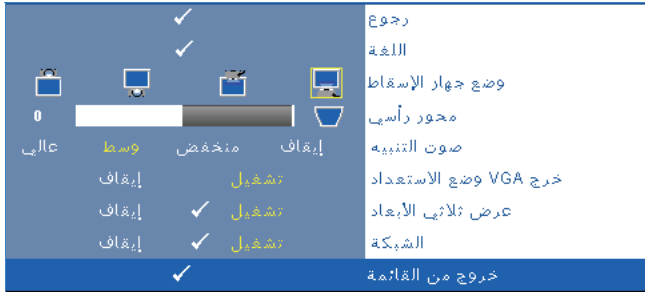 رجوع
اللغة
وضع جهار الإسقاط
محور رأسي 0
صوت التنبيه إيقاف منخفض وسط عالي
خرج VGA وضع الاستعداد تشغيل إيقاف
عرض ثلاثي الأبعاد تشغيل إيقاف
الشبكة تشغيل إيقاف
خروج من القائمة